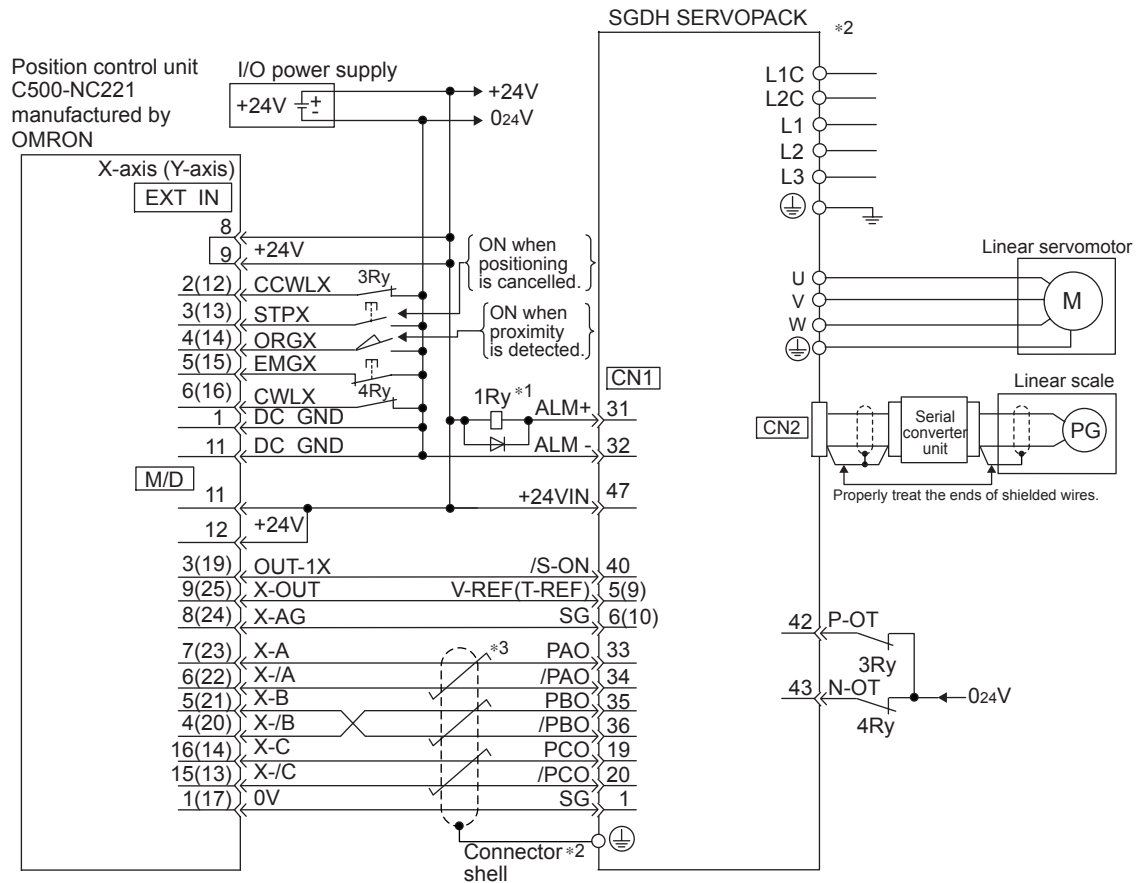 SGDH SERVOPACK
*2
Position control unit
C500-NC221
manufactured by
OMRON
I/O power supply
+24V
+
-
+24V
024V
X-axis (Y-axis)
EXT IN
8
9 +24V
2(12) CCWLX 3Ry
3(13) STPX
4(14) ORGX
5(15) EMGX
6(16) CWLX 4Ry
1 DC GND
11 DC GND
ON when
positioning
is cancelled.
ON when
proximity
is detected.
1Ry *1
CN1
ALM+ 31
ALM - 32
M/D
11 +24VIN 47
12 +24V
3(19) OUT-1X /S-ON 40
9(25) X-OUT V-REF(T-REF) 5(9)
8(24) X-AG SG 6(10)
7(23) X-A *3 PAO 33
6(22) X-/A /PAO 34
5(21) X-B PBO 35
4(20) X-/B /PBO 36
16(14) X-C PCO 19
15(13) X-/C /PCO 20
1(17) 0V SG 1
Connector *2
shell
L1C
L2C
L1
L2
L3
Linear servomotor
U
V
W
M
Linear scale
CN2
Serial
converter
unit
PG
Properly treat the ends of shielded wires.
42 P-OT
3Ry
43 N-OT
4Ry
024V